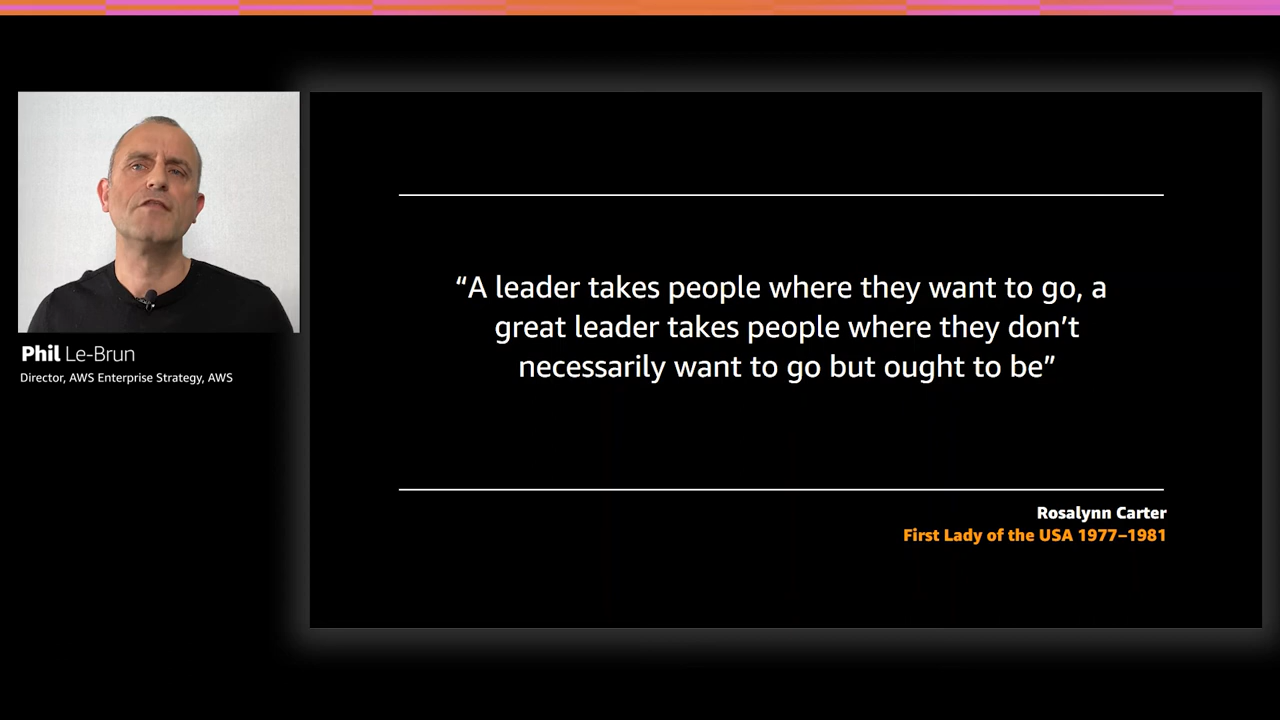 Phil Le-Brun
Director, AWS Enterprise Strategy, AWS
“A leader takes people where they want to go, a
great leader takes people where they don’t
necessarily want to go but ought to be”
Rosalynn Carter
First Lady of the USA 1977–1981